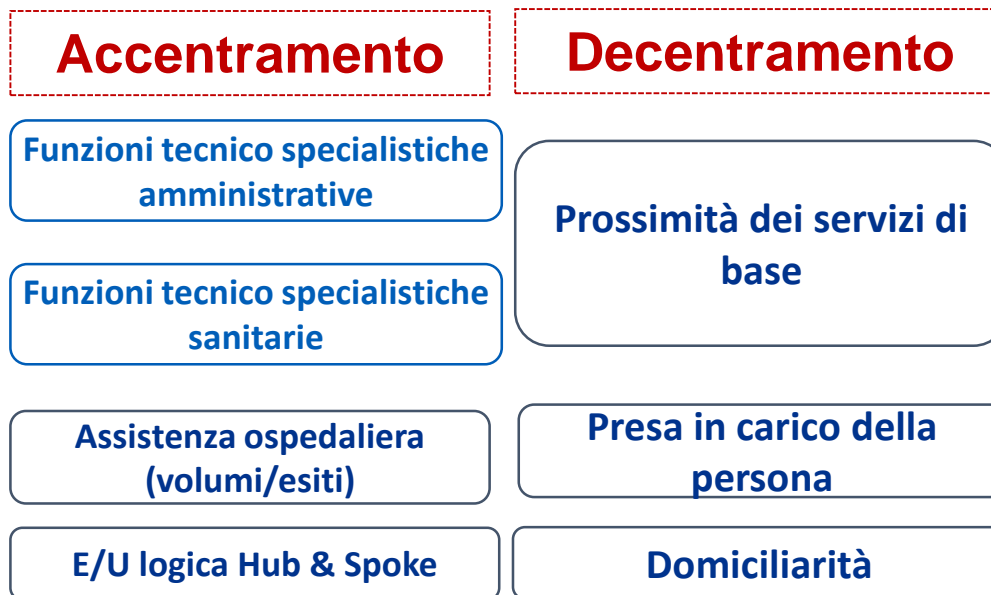 Accentramento
Decentramento
Funzioni tecnico specialistiche
amministrative
Prossimità dei servizi di
base
Funzioni tecnico specialistiche
sanitarie
Assistenza ospedaliera
(volumi/esiti)
Presa in carico della
persona
E/U logica Hub & Spoke
Domiciliarità